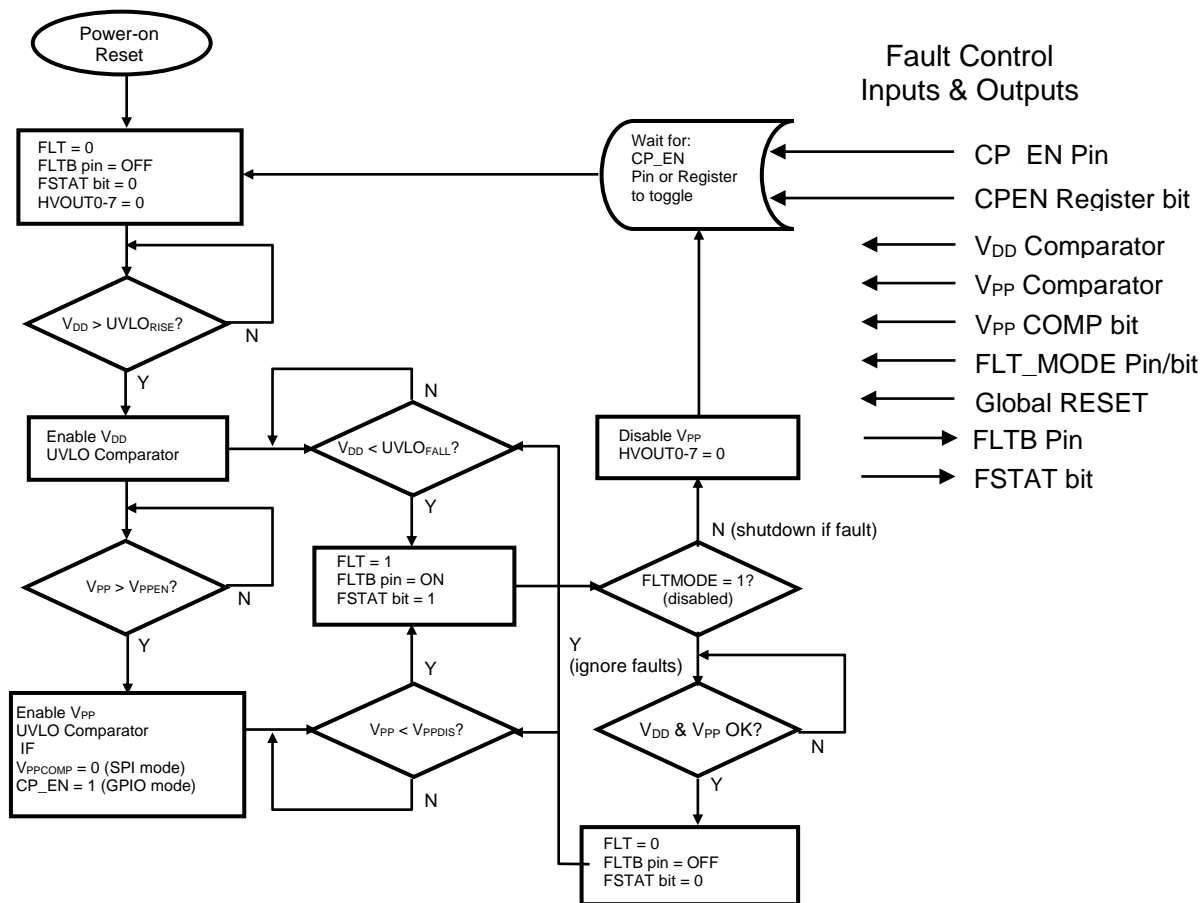 Power-on
Reset
FLT = 0
FLTB pin = OFF
FSTAT bit = 0
HVOUT0-7 = 0
VDD > UVLORISE?
N
Y
Enable VDD
UVLO Comparator
VPP > VPPEN?
N
Y
Enable VPP
UVLO Comparator
IF
VPPCOMP = 0 (SPI mode)
CP_EN = 1 (GPIO mode)
N
VDD < UVLOFALL?
Y
FLT = 1
FLTB pin = ON
FSTAT bit = 1
Y
VPP < VPPDIS?
N
Wait for:
CP_EN
Pin or Register
to toggle
Disable VPP
HVOUT0-7 = 0
N (shutdown if fault)
FLTMODE = 1?
(disabled)
Y
(ignore faults)
VDD & VPP OK?
N
Y
FLT = 0
FLTB pin = OFF
FSTAT bit = 0
Fault Control
Inputs & Outputs
CP_EN Pin
CPEN Register bit
VDD Comparator
VPP Comparator
VPP COMP bit
FLT_MODE Pin/bit
Global RESET
FLTB Pin
FSTAT bit